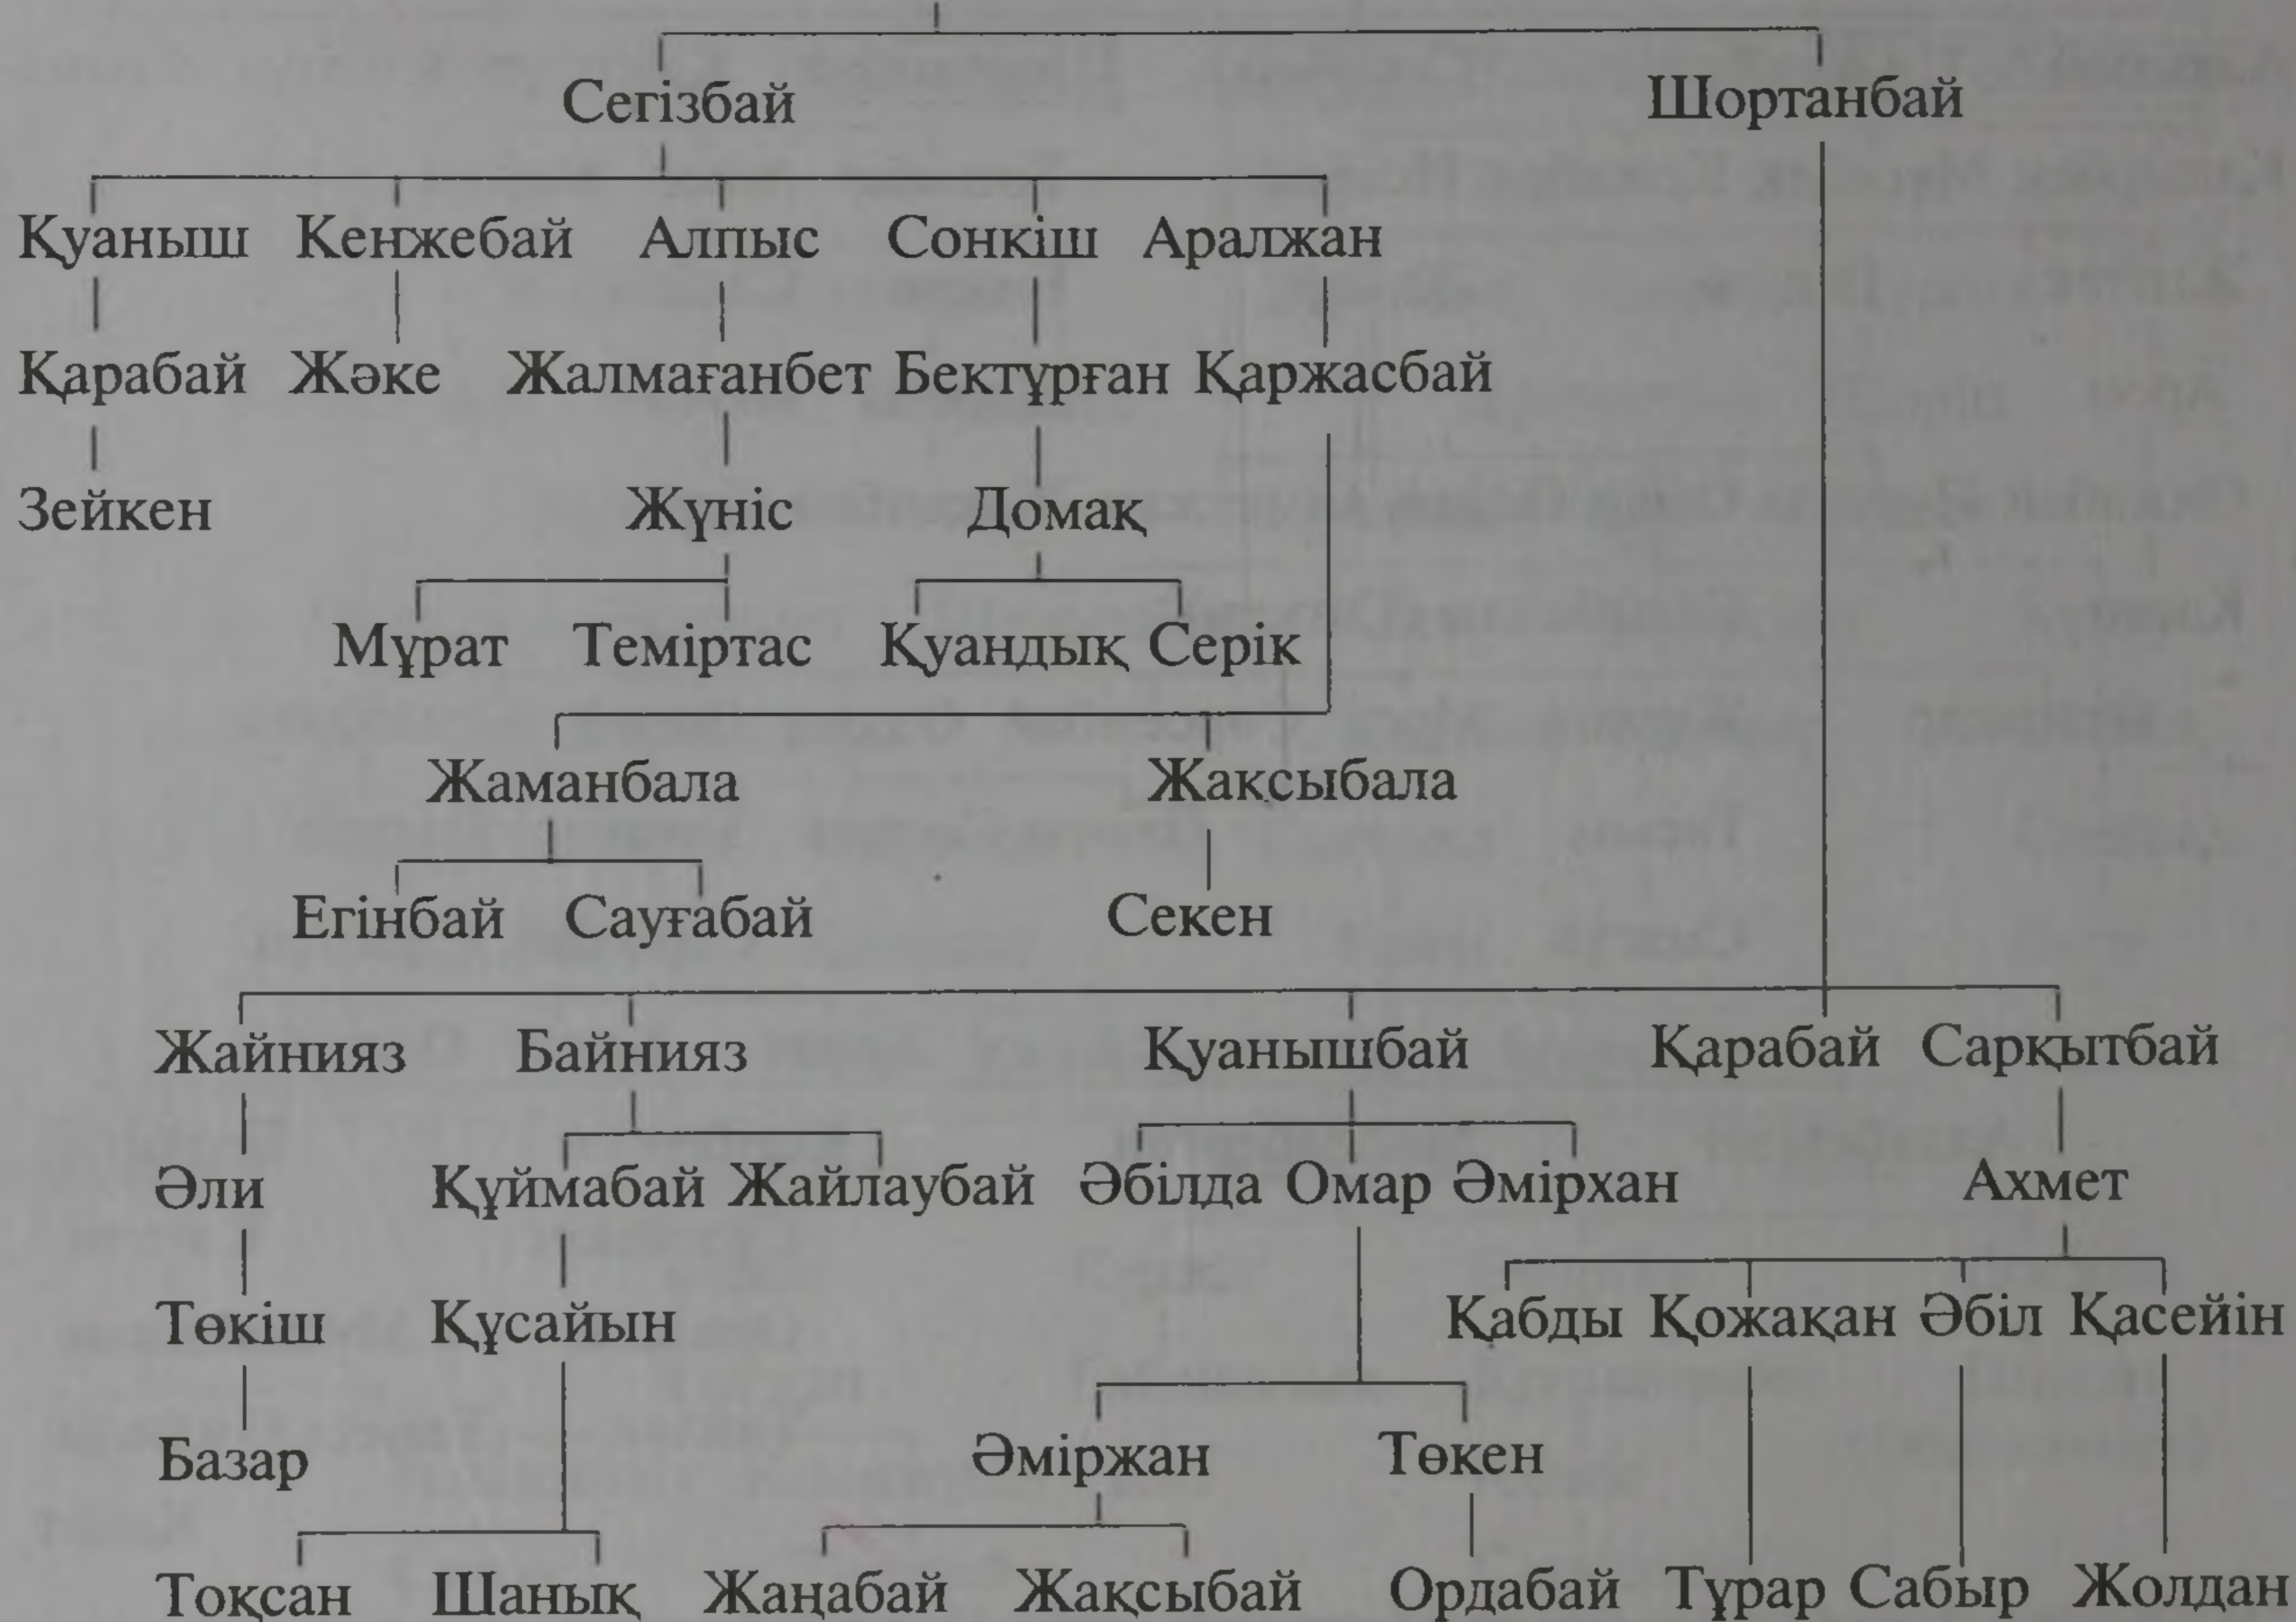 Сегізбай Шортанбай
Қуаныш Кенжебай Алпыс Сонкіш Аралжан
Қарабай Жәке Жалмағанбет Бектұрған Қаржасбай
Зейкен Жүніс Домақ
Мұрат Теміртас Қуандық Серік
Жаманбала Жақсыбала
Егінбай Сауғабай Секен
Жайнияз Байнияз Қуанышбай Қарабай Сарқытбай
Әли Құймабай Жайлаубай Әбілда Омар Әмірхан Ахмет
Төкіш Құсайын Қабды Қожақан Әбіл Қасейін
Базар Әміржан Төкен
Тоқсан Шанық Жаңабай Жақсыбай Ордабай Тұрар Сабыр Жолдан